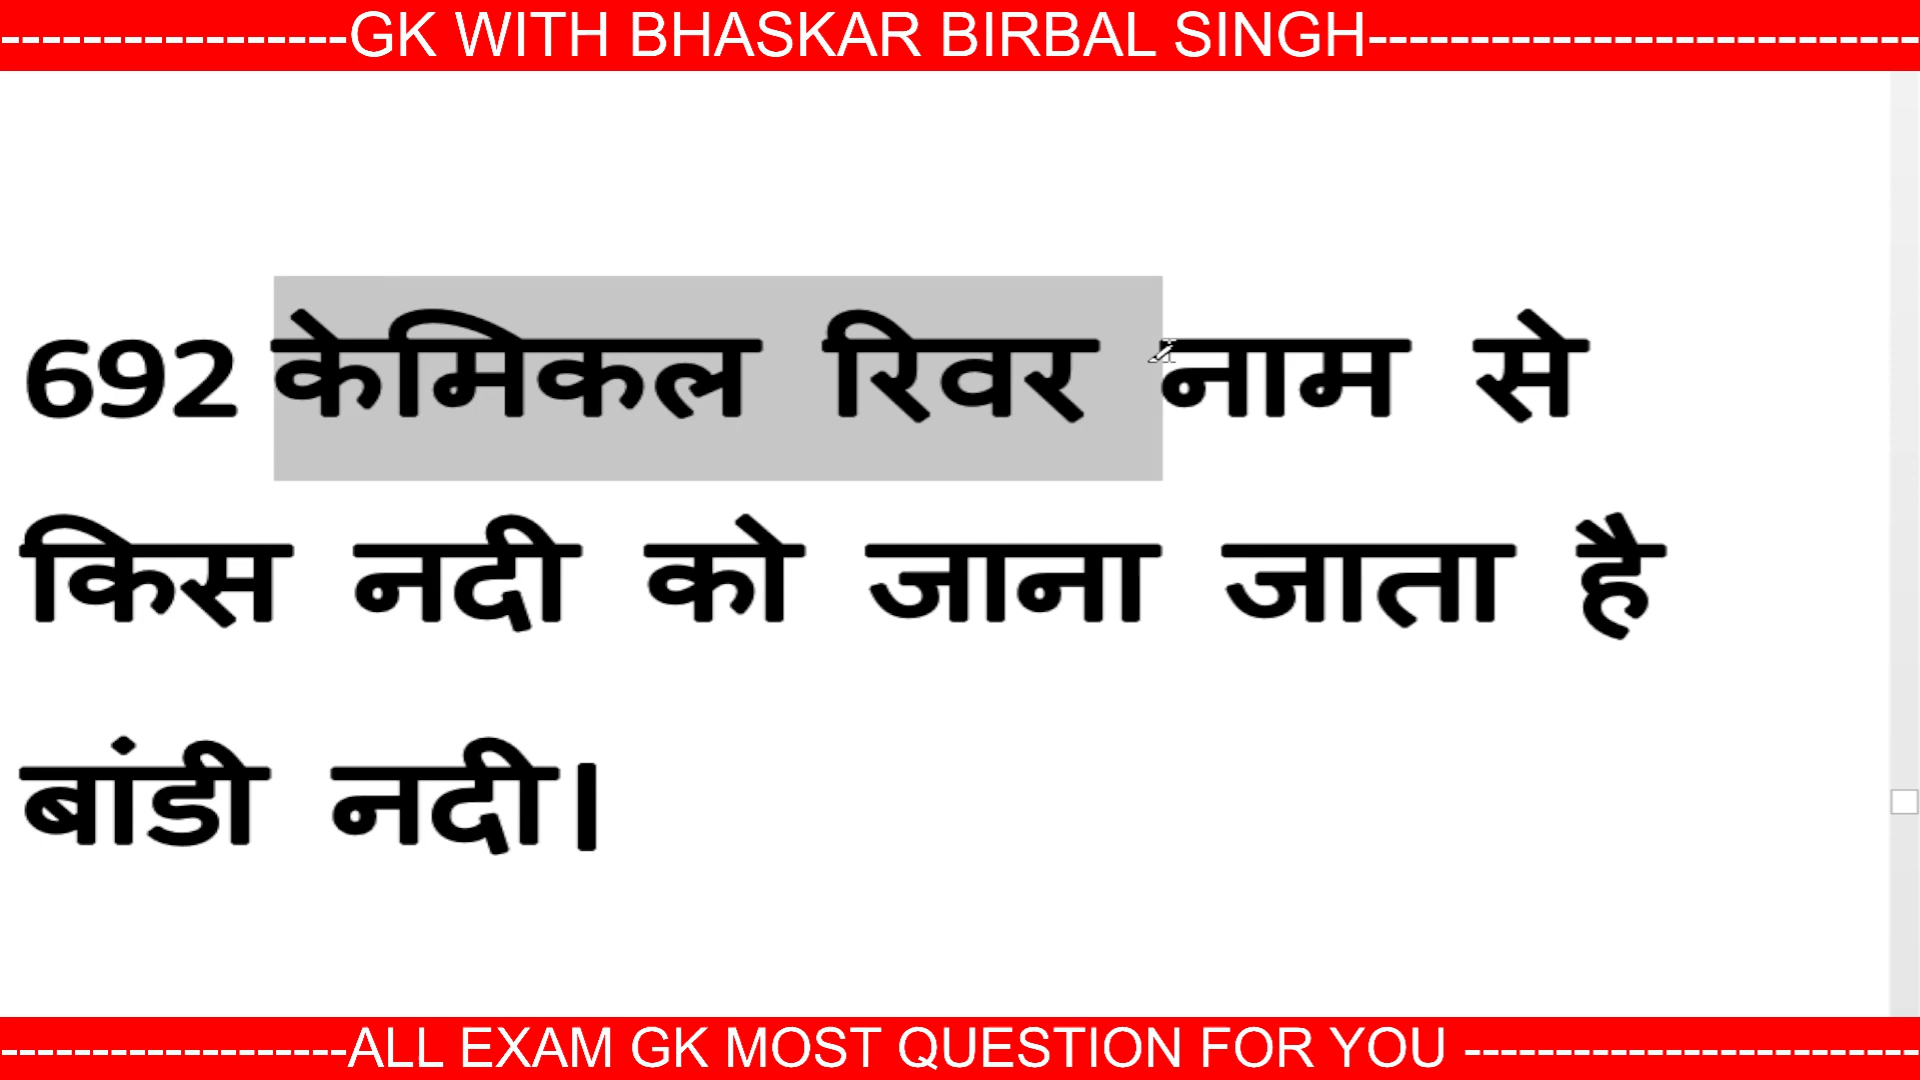 -----------------GK WITH BHASKAR BIRBAL SINGH---------------------------
692 केमिकल रिवर नाम से
किस नदी को जाना जाता है
बांडी नदी।
-----------------ALL EXAM GK MOST QUESTION FOR YOU ----------------------